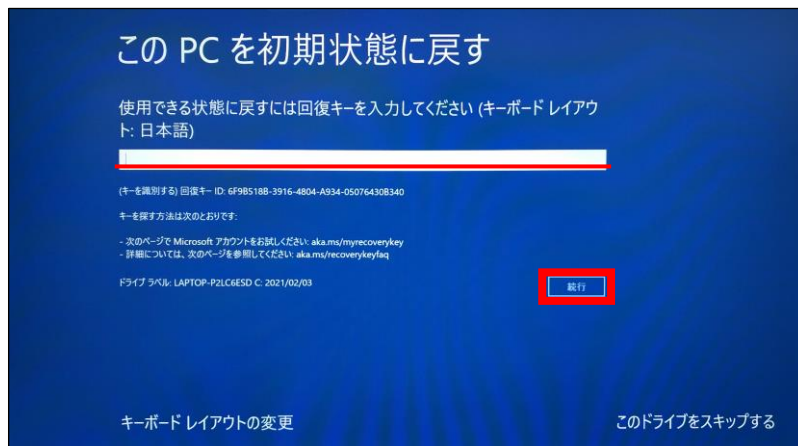 この PC を初期状態に戻す
使用できる状態に戻すには回復キーを入力してください (キーボード レイアウ
ト: 日本語)
(キーを識別する) 回復キー ID: 6F9B518B-3916-4804-A934-05076430B340
キーを探す方法は次のとおりです:
- 次のページで Microsoft アカウントをお試しください: aka.ms/myrecoverykey
- 詳細については、次のページを参照してください: aka.ms/recoverykeyfaq
ドライブ ラベル: LAPTOP-P2LC6ESD C: 2021/02/03
続行
キーボード レイアウトの変更
このドライブをスキップする